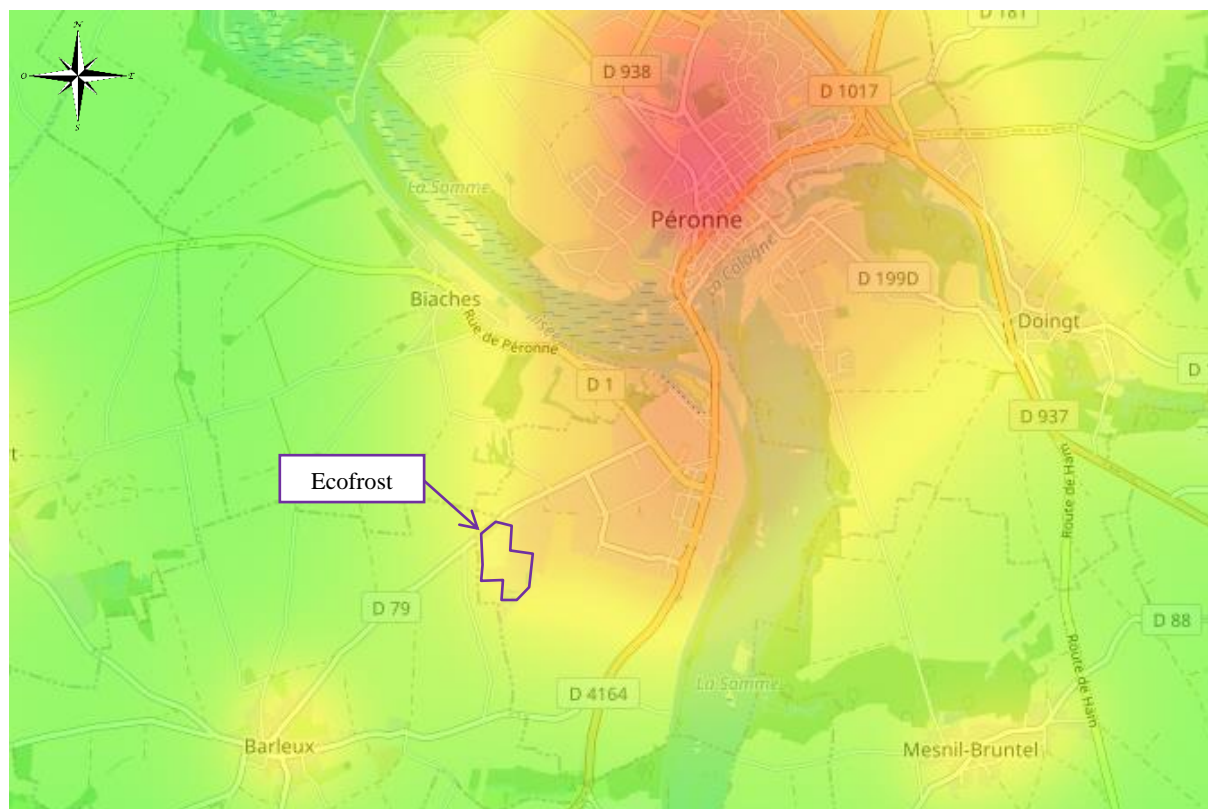 N
O
E
S
D 181
D 938
D 1017
La Somme
Péronne
La Cologne
D 199D
Biaches
Rue de Péronne
Doingt
D 1
D 937
Route de Ham
Ecofrost
D 79
D 88
Route de Ham
D 4164
La Somme
Barleux
Mesnil-Bruntel